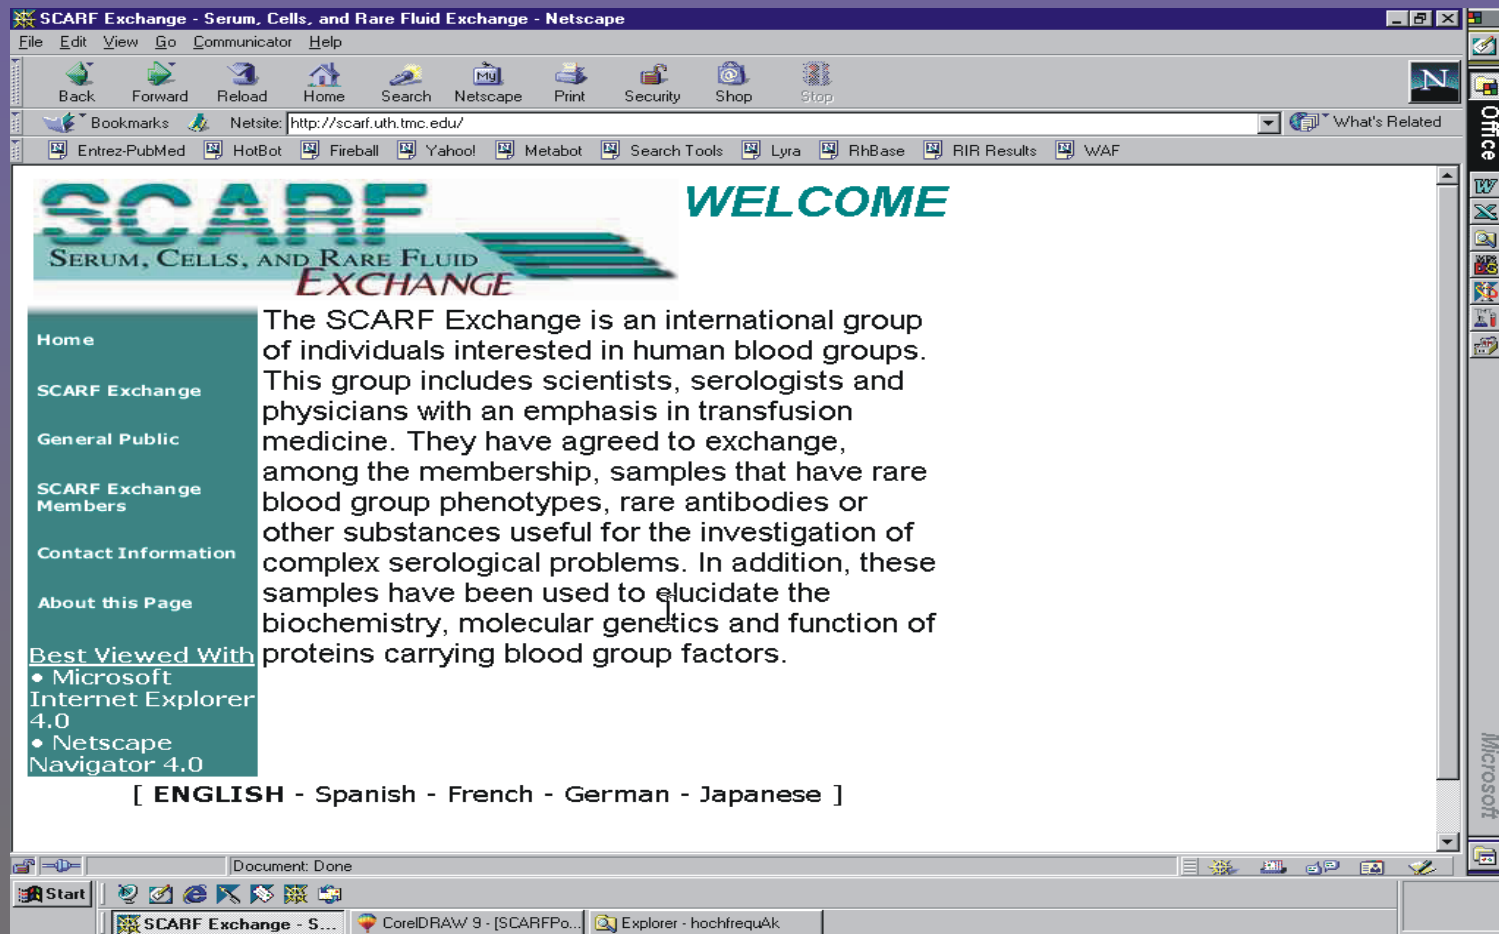 SCARF Exchange - Serum, Cells, and Rare Fluid Exchange - Netscape
File Edit View Go Communicator Help
My
N
Back Forward Reload Home Search Netscape Print Security Shop Stop
Bookmarks Netsite: http://scarf.uth.tmc.edu/ What's Related
Entrez-PubMed HotBot Fireball Yahoo! Metabot Search Tools Lyra RhBase RIR Results WAF
Office
SCARF
SERUM, CELLS, AND RARE FLUID
EXCHANGE
WELCOME
Home
SCARF Exchange
General Public
SCARF Exchange
Members
Contact Information
About this Page
Best Viewed With
• Microsoft
Internet Explorer
4.0
• Netscape
Navigator 4.0
The SCARF Exchange is an international group
of individuals interested in human blood groups.
This group includes scientists, serologists and
physicians with an emphasis in transfusion
medicine. They have agreed to exchange,
among the membership, samples that have rare
blood group phenotypes, rare antibodies or
other substances useful for the investigation of
complex serological problems. In addition, these
samples have been used to elucidate the
biochemistry, molecular genetics and function of
proteins carrying blood group factors.
[ ENGLISH - Spanish - French - German - Japanese ]
Microsoft
Document: Done
Start
SCARF Exchange - S... CorelDRAW 9 - [SCARFPo... Explorer - hochfrequAk